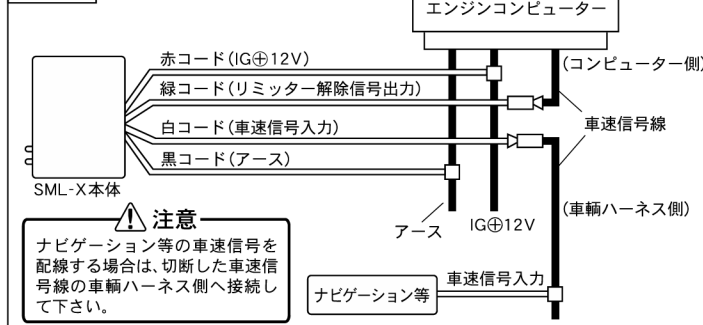 エンジンコンピューター
赤コード(IG⊕12V)
(コンピューター側)
緑コード(リミッター解除信号出力)
車速信号線
白コード(車速信号入力)
黒コード(アース)
SML-X本体
(車輌ハーネス側)
アース
IG⊕12V
注意
ナビゲーション等の車速信号を
配線する場合は、切断した車速信
号線の車輌ハーネス側へ接続し
て下さい。
車速信号入力
ナビゲーション等